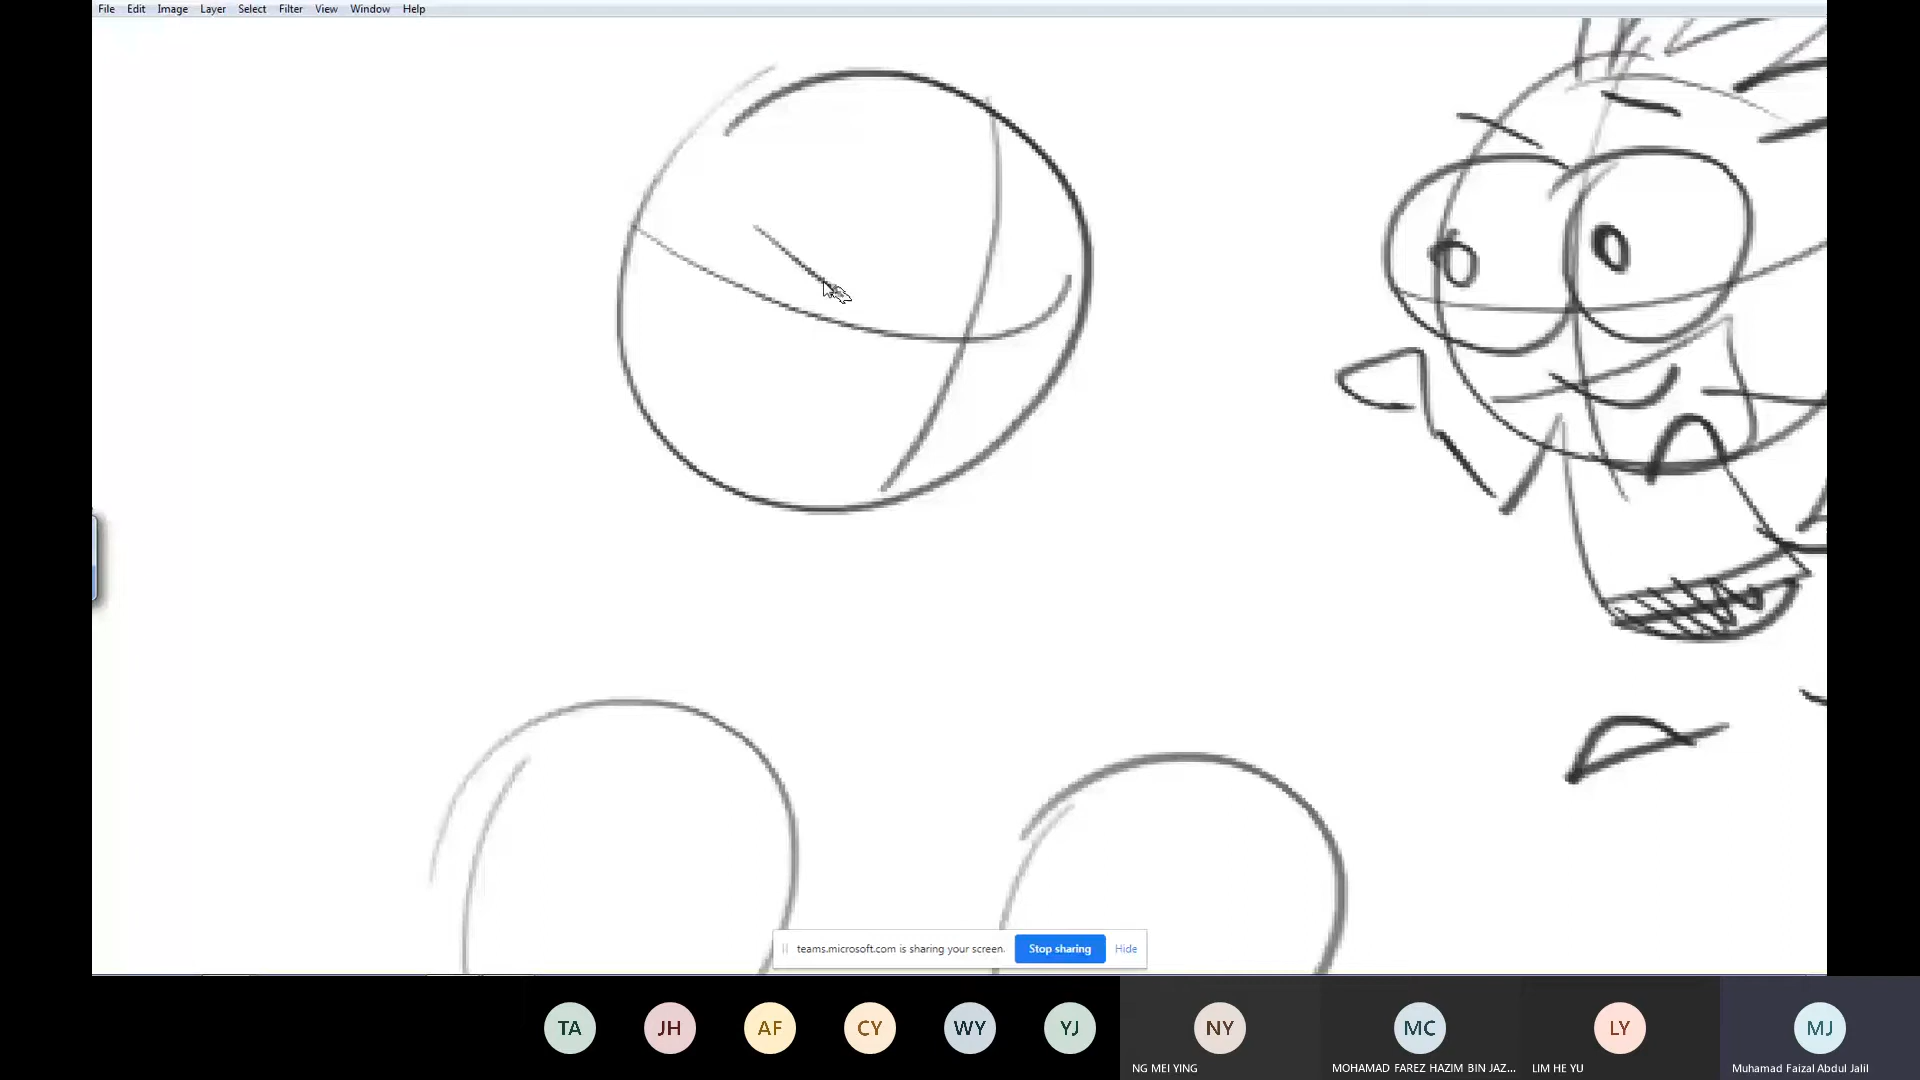 File Edit Image Layer Select Filter View Window Help
teams.microsoft.com is sharing your screen. Stop sharing Hide
TA JH AF CY WY YJ NY MC LY MJ
NG MEI YING MOHAMAD FAREZ HAZIM BIN JAZ... LIM HE YU Muhamad Faizal Abdul Jalil